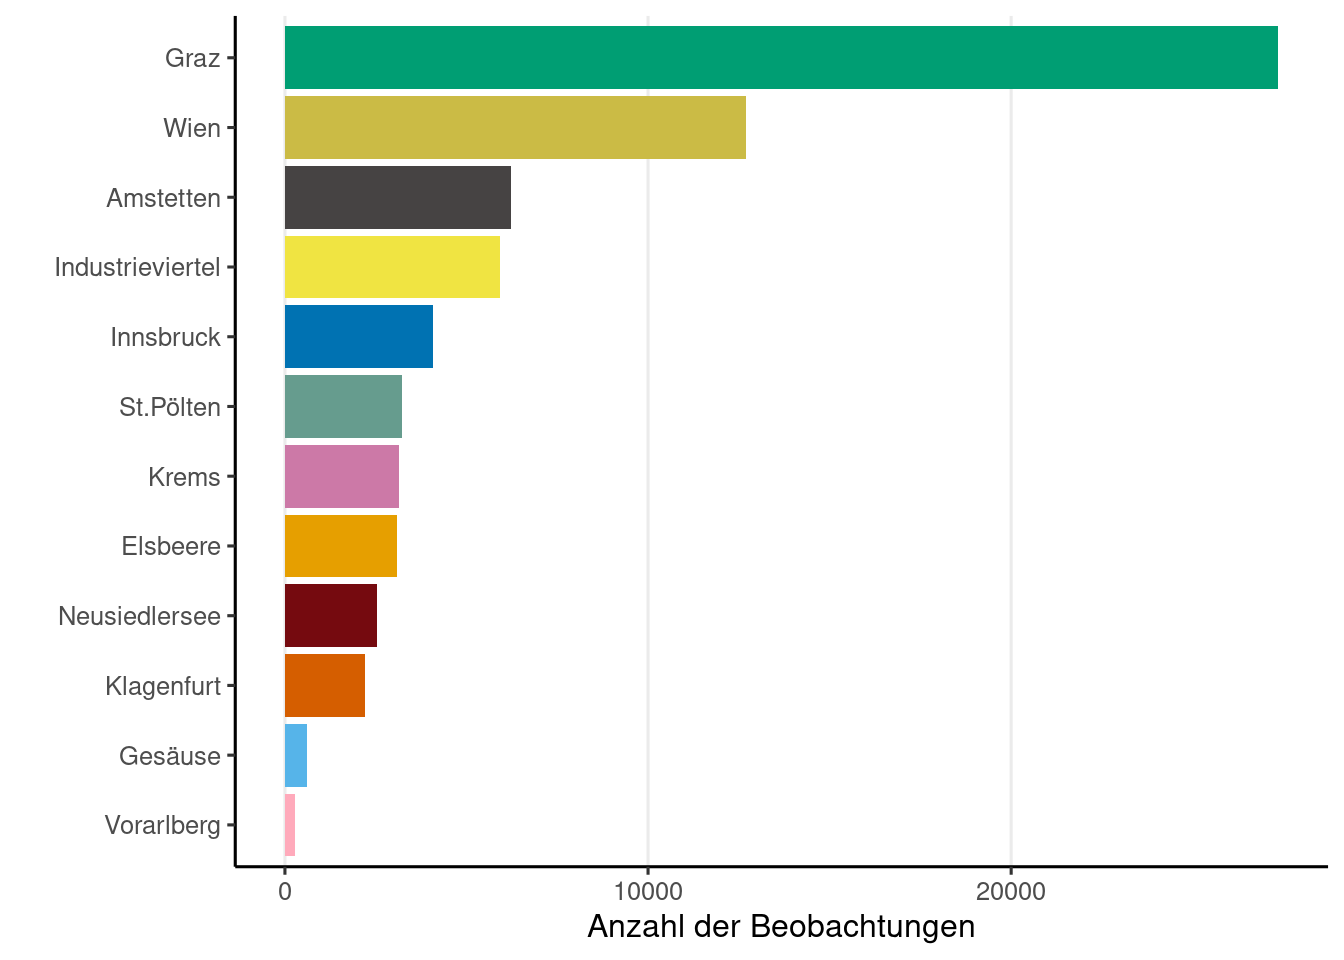 Graz
Wien
Amstetten
Industrieviertel
Innsbruck
St.Pölten
Krems
Elsbeere
Neusiedlersee
Klagenfurt
Gesäuse
Vorarlberg
0 10000 20000
Anzahl der Beobachtungen